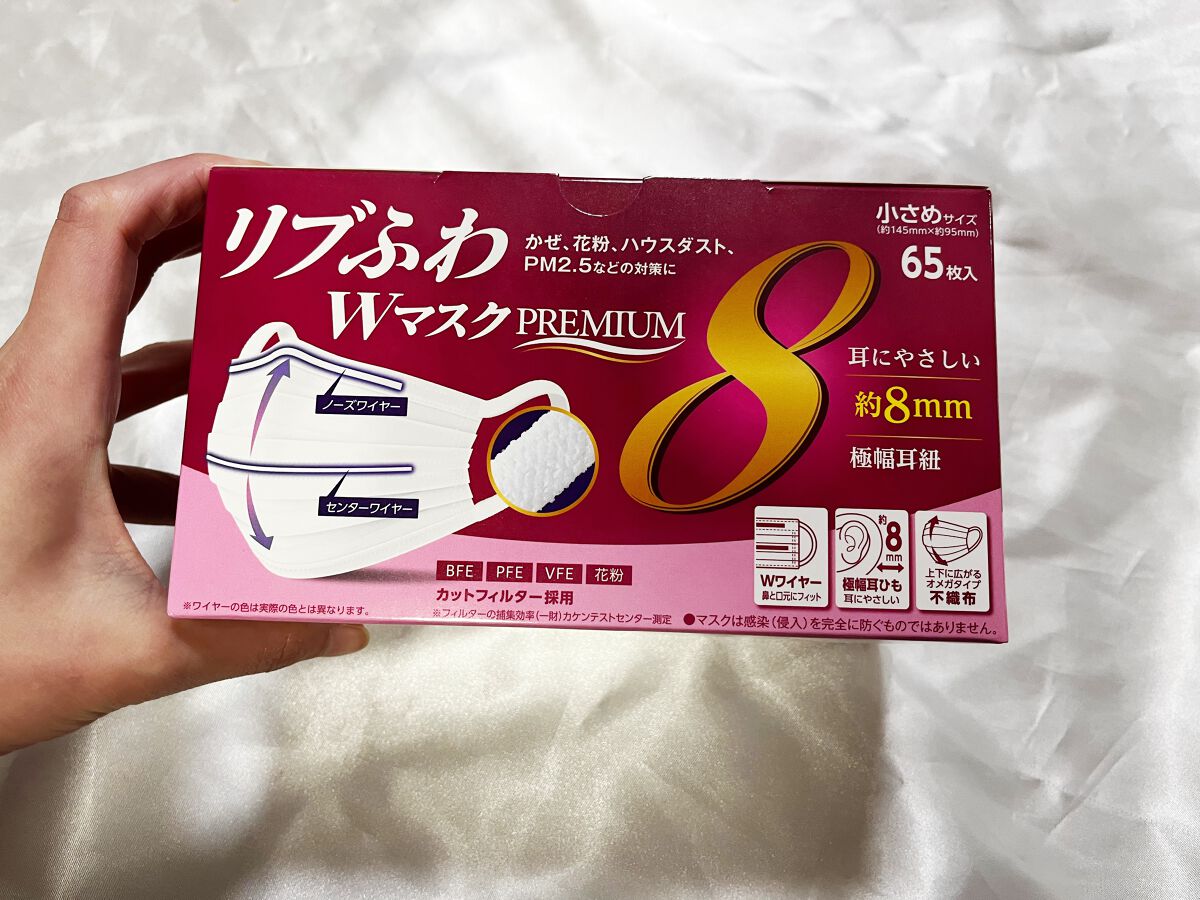 リブふわ
Wマスク PREMIUM
かぜ、花粉、ハウスダスト、
PM2.5などの対策に
8
小さめサイズ
(約145mm×約95mm)
65枚入
耳にやさしい
約8mm
極幅耳紐
ノーズワイヤー
センターワイヤー
BFE PFE VFE 花粉
カットフィルター採用
※フィルターの捕集効率(一財)カケンテストセンター測定
※ワイヤーの色は実際の色とは異なります。
Wワイヤー
鼻と口元にフィット
約8mm
極幅耳ひも
耳にやさしい
上下に広がる
オメガタイプ
不織布
●マスクは感染(侵入)を完全に防ぐものではありません。